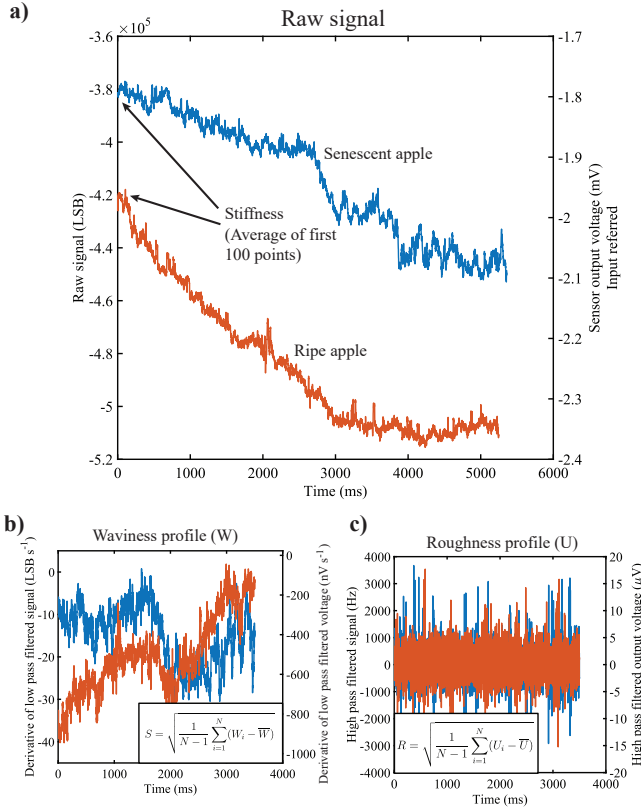 a)
Raw signal
× 10⁵
-3.6
-3.8
-4
-4.2
-4.4
-4.6
-4.8
-5
-5.2
Raw signal (LSB)
-1.7
-1.8
-1.9
-2
-2.1
-2.2
-2.3
-2.4
Sensor output voltage (mV)
Input referred
Senescent apple
Stiffness
(Average of first
100 points)
Ripe apple
0 1000 2000 3000 4000 5000 6000
Time (ms)
b)
Waviness profile (W)
0
-10
-20
-30
-40
Derivative of low pass filtered signal (LSB s⁻¹)
0
-200
-400
-600
-800
-1000
Derivative of low pass filtered voltage (nV s⁻¹)
S = √(1/(N − 1) ∑_{i=1}^{N} (W_i − W̅))
0 1000 2000 3000 4000
Time (ms)
c)
Roughness profile (U)
4000
3000
2000
1000
0
-1000
-2000
-3000
-4000
High pass filtered signal (Hz)
20
15
10
5
0
-5
-10
-15
-20
High pass filtered output voltage (μV)
R = √(1/(N − 1) ∑_{i=1}^{N} (U_i − U̅))
0 1000 2000 3000 4000
Time (ms)